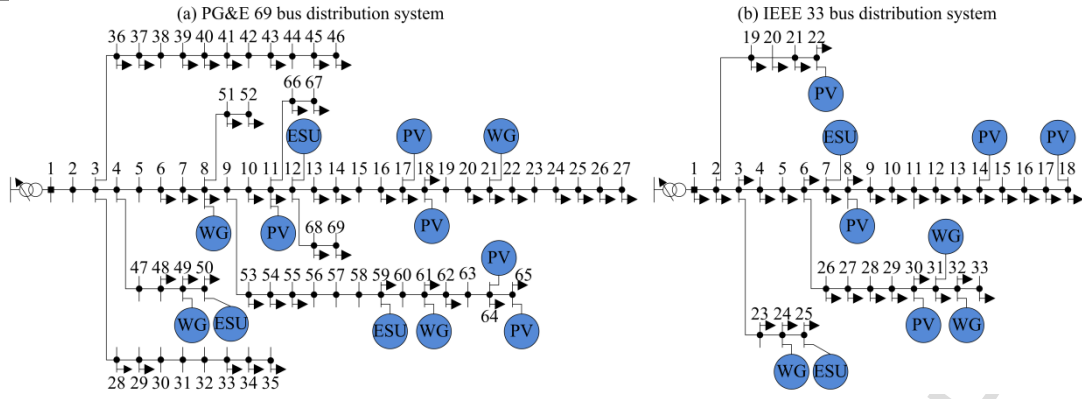 (a) PG&E 69 bus distribution system
36 37 38 39 40 41 42 43 44 45 46
66 67
51 52
ESU PV WG
1 2 3 4 5 6 7 8 9 10 11 12 13 14 15 16 17 18 19 20 21 22 23 24 25 26 27
WG PV PV
68 69
PV
47 48 49 50
53 54 55 56 57 58 59 60 61 62 63 64 65
WG ESU
ESU WG PV
28 29 30 31 32 33 34 35
(b) IEEE 33 bus distribution system
19 20 21 22
PV
ESU PV PV
1 2 3 4 5 6 7 8 9 10 11 12 13 14 15 16 17 18
PV
WG
26 27 28 29 30 31 32 33
PV WG
23 24 25
WG ESU